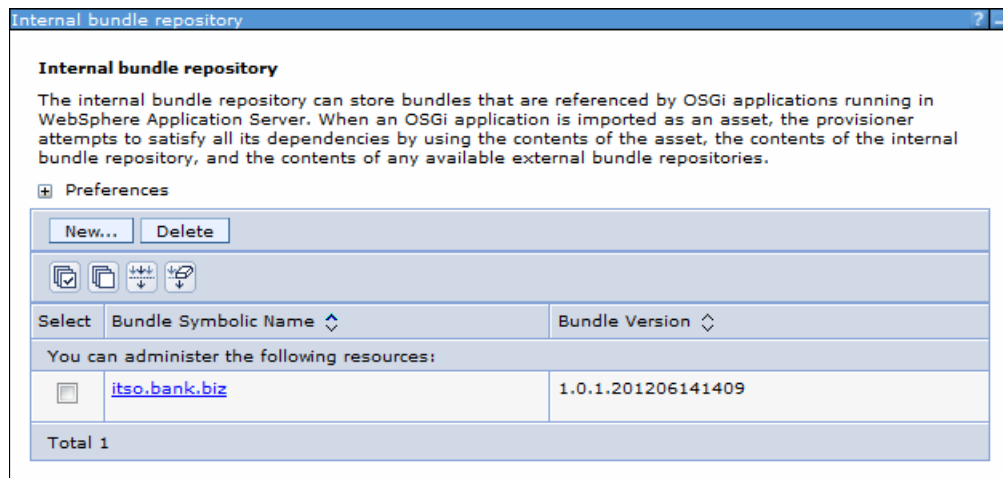 Internal bundle repository ? -
Internal bundle repository
The internal bundle repository can store bundles that are referenced by OSGi applications running in
WebSphere Application Server. When an OSGi application is imported as an asset, the provisioner
attempts to satisfy all its dependencies by using the contents of the asset, the contents of the internal
bundle repository, and the contents of any available external bundle repositories.
+ Preferences
New... Delete
Select Bundle Symbolic Name Bundle Version
You can administer the following resources:
itso.bank.biz 1.0.1.201206141409
Total 1